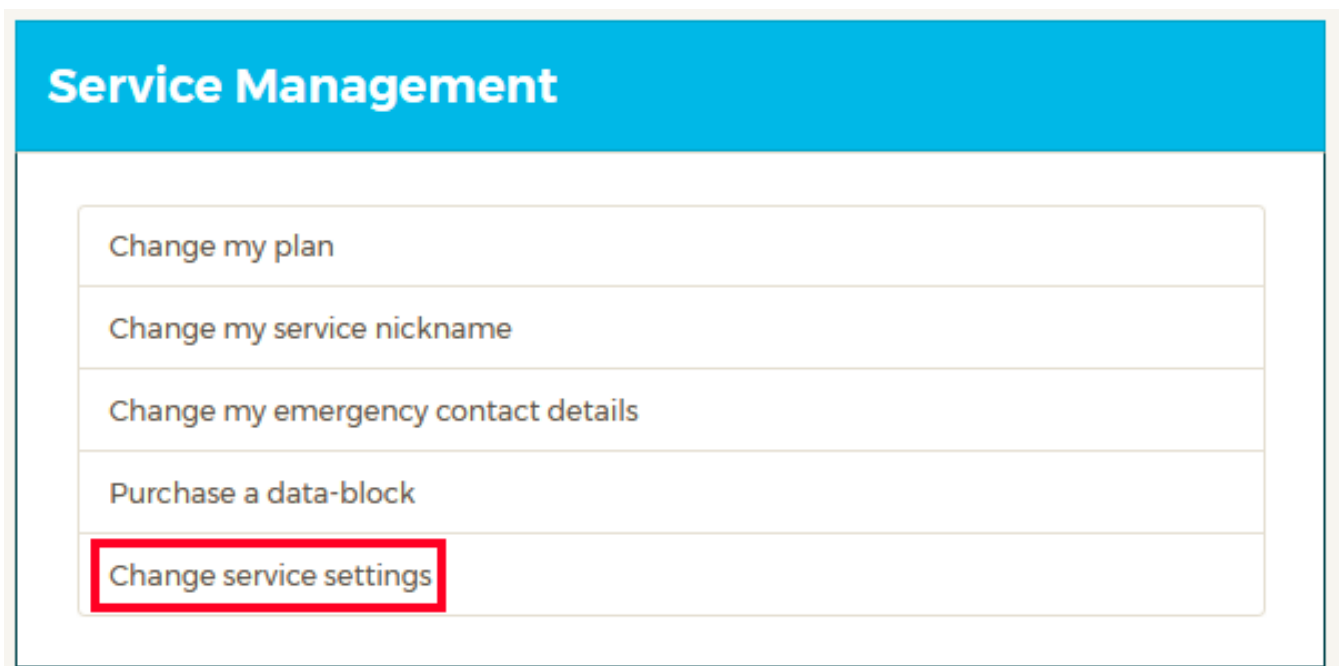 Service Management
Change my plan
Change my service nickname
Change my emergency contact details
Purchase a data-block
Change service settings